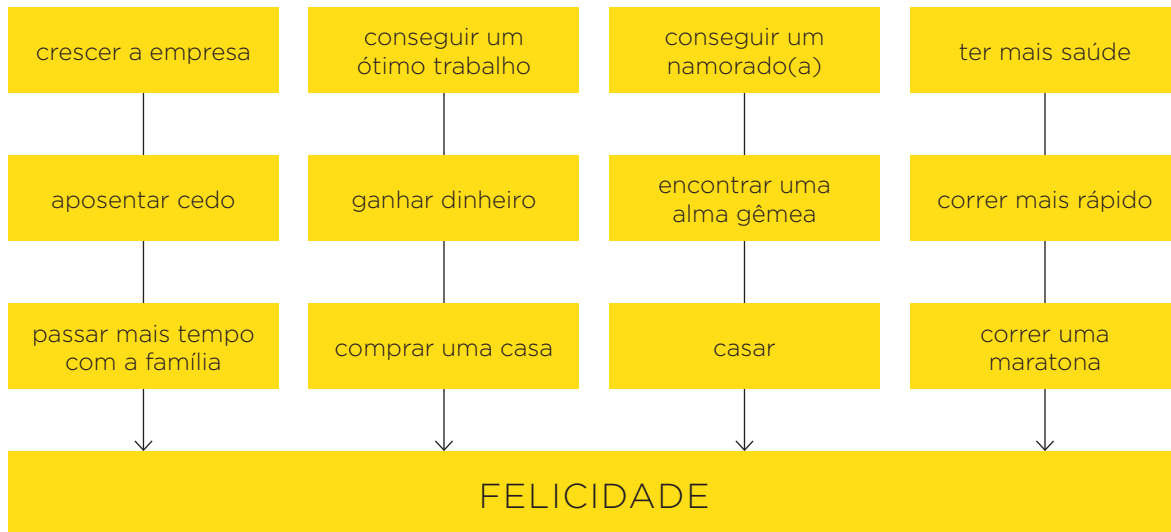 crescer a empresa
conseguir um
ótimo trabalho
conseguir um
namorado(a)
ter mais saúde
aposentar cedo
ganhar dinheiro
encontrar uma
alma gêmea
correr mais rápido
passar mais tempo
com a família
comprar uma casa
casar
correr uma
maratona
FELICIDADE